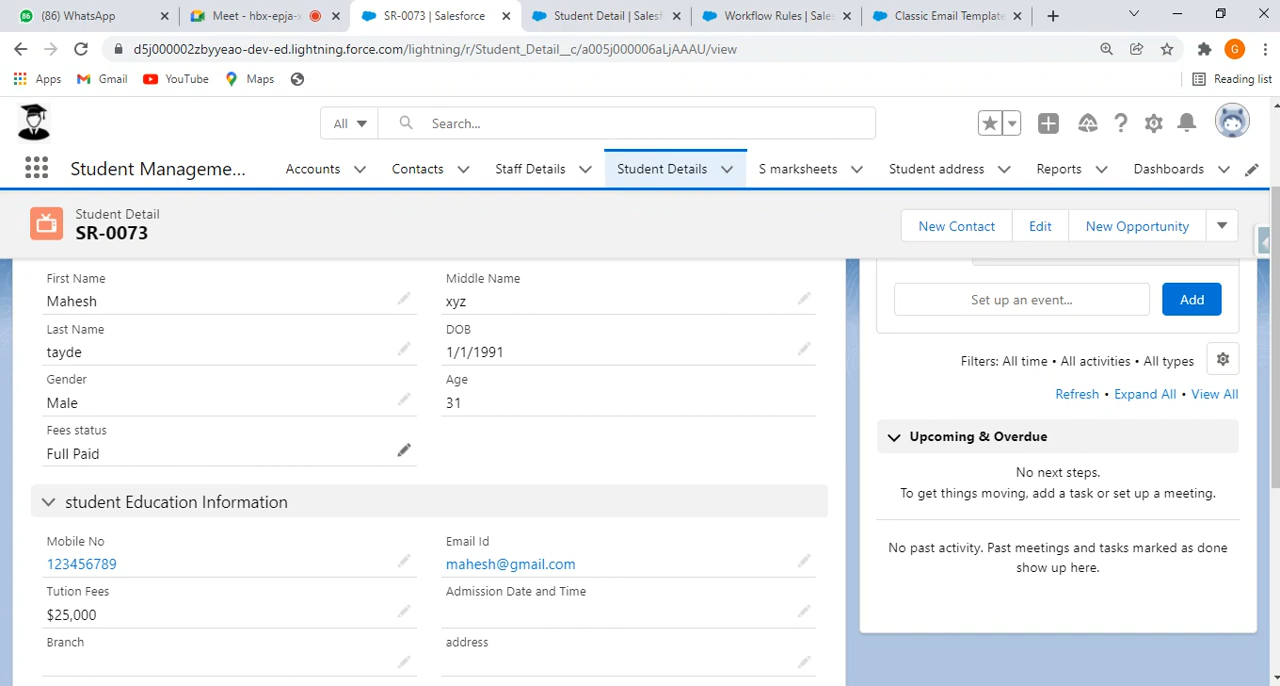 (86) WhatsApp
Meet - hbx-epja-x
SR-0073 | Salesforce
Student Detail | Salesf
Workflow Rules | Sales
Classic Email Template
d5j000002zbyyeao-dev-ed.lightning.force.com/lightning/r/Student_Detail__c/a005j000006aLjAAAU/view
G
Apps
Gmail
YouTube
Maps
Reading list
All
Search...
Student Manageme...
Accounts
Contacts
Staff Details
Student Details
S marksheets
Student address
Reports
Dashboards
Student Detail
SR-0073
New Contact
Edit
New Opportunity
First Name
Mahesh
Middle Name
xyz
Last Name
tayde
DOB
1/1/1991
Gender
Male
Age
31
Fees status
Full Paid
student Education Information
Mobile No
123456789
Email Id
mahesh@gmail.com
Tution Fees
$25,000
Admission Date and Time
Branch
address
Set up an event...
Add
Filters: All time • All activities • All types
Refresh • Expand All • View All
Upcoming & Overdue
No next steps.
To get things moving, add a task or set up a meeting.
No past activity. Past meetings and tasks marked as done
show up here.